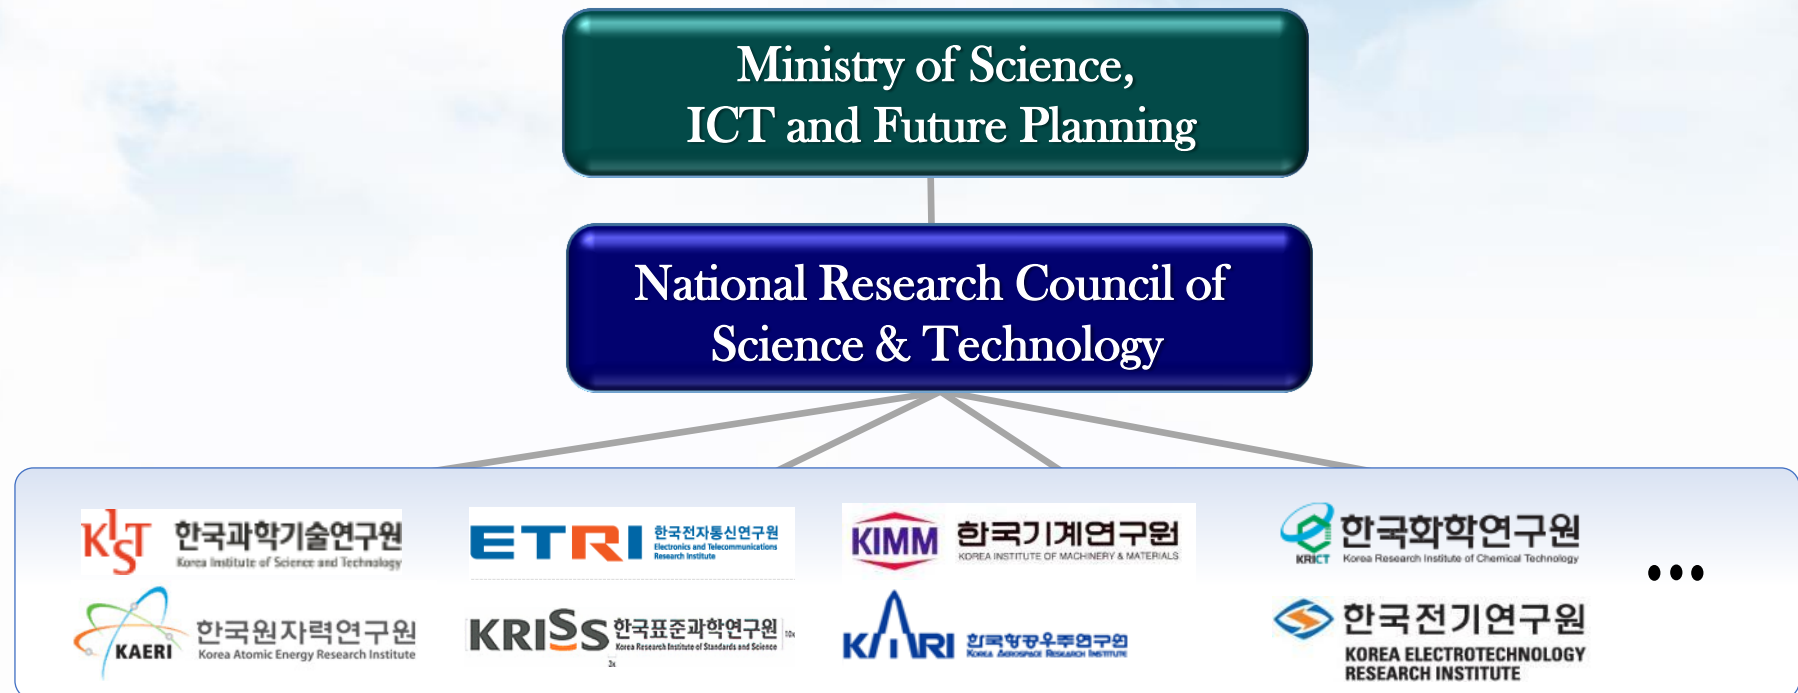 Ministry of Science,
ICT and Future Planning
National Research Council of
Science & Technology
KIST 한국과학기술연구원
Korea Institute of Science and Technology
ETRI 한국전자통신연구원
Electronics and Telecommunications
Research Institute
KIMM 한국기계연구원
KOREA INSTITUTE OF MACHINERY & MATERIALS
KRICT 한국화학연구원
Korea Research Institute of Chemical Technology
•••
KAERI 한국원자력연구원
Korea Atomic Energy Research Institute
KRISS 한국표준과학연구원 10x
Korea Research Institute of Standards and Science
3x
KARI 한국항공우주연구원
KOREA AEROSPACE RESEARCH INSTITUTE
한국전기연구원
KOREA ELECTROTECHNOLOGY
RESEARCH INSTITUTE